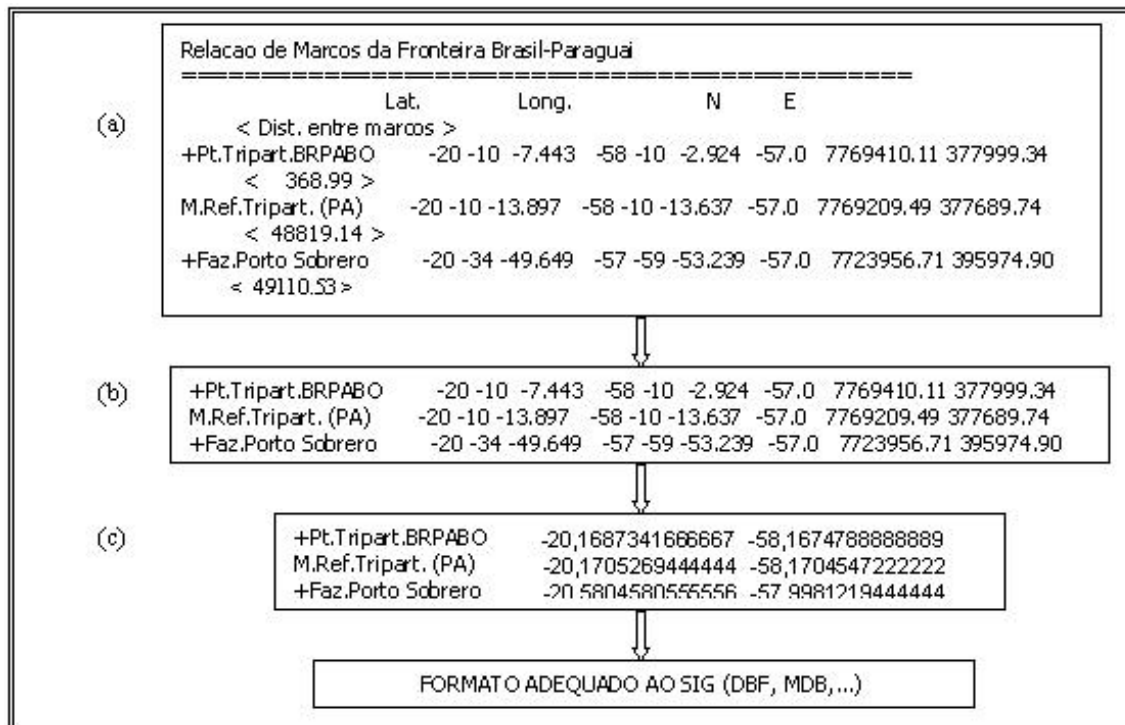 Relacao de Marcos da Fronteira Brasil-Paraguai
==============================================
Lat. Long. N E
(a)
< Dist. entre marcos >
+Pt.Tripart.BRPABO -20 -10 -7.443 -58 -10 -2.924 -57.0 7769410.11 377999.34
< 368.99 >
M.Ref.Tripart. (PA) -20 -10 -13.897 -58 -10 -13.637 -57.0 7769209.49 377689.74
< 48819.14 >
+Faz.Porto Sobrero -20 -34 -49.649 -57 -59 -53.239 -57.0 7723956.71 395974.90
< 49110.53 >
(b)
+Pt.Tripart.BRPABO -20 -10 -7.443 -58 -10 -2.924 -57.0 7769410.11 377999.34
M.Ref.Tripart. (PA) -20 -10 -13.897 -58 -10 -13.637 -57.0 7769209.49 377689.74
+Faz.Porto Sobrero -20 -34 -49.649 -57 -59 -53.239 -57.0 7723956.71 395974.90
(c)
+Pt.Tripart.BRPABO -20,1687341666667 -58,1674788888889
M.Ref.Tripart. (PA) -20,1705269444444 -58,1704547222222
+Faz.Porto Sobrero -20,5804580555556 -57,9981219444444
FORMATO ADEQUADO AO SIG (DBF, MDB,...)